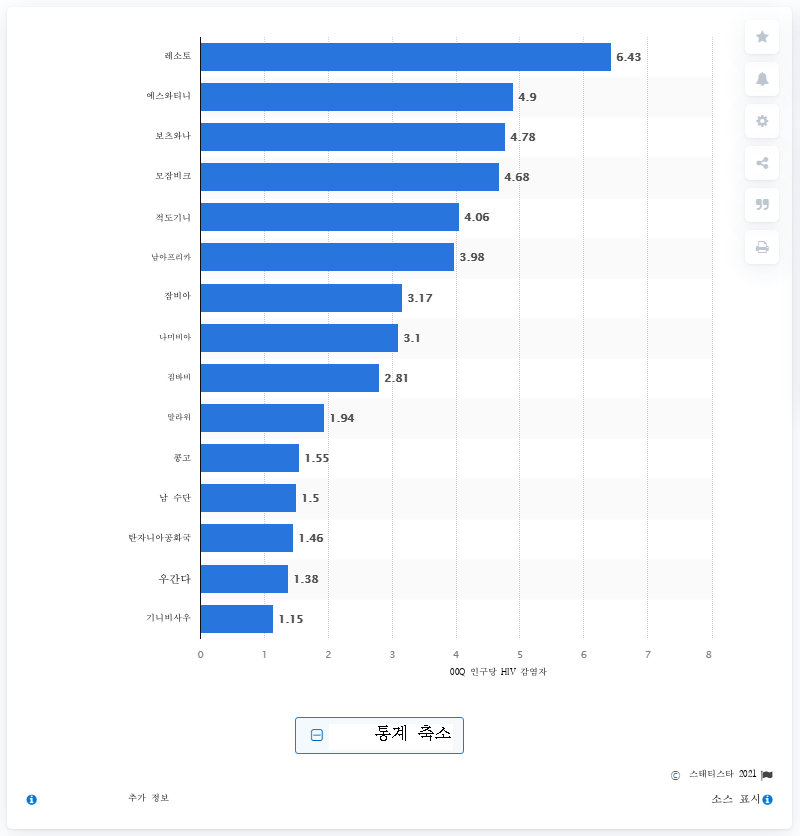 레소토 6.43
에스와티니 4.9
보츠와나 4.78
모잠비크 4.68
적도기니 4.06
남아프리카 3.98
잠비아 3.17
나미비아 3.1
짐바비 2.81
말라위 1.94
콩고 1.55
남 수단 1.5
탄자니아공화국 1.46
우간다 1.38
기니비사우 1.15
0 1 2 3 4 5 6 7 8
00Q 인구당 HIV 감염자
통계 축소
© 스태티스타 2021
추가 정보 소스 표시